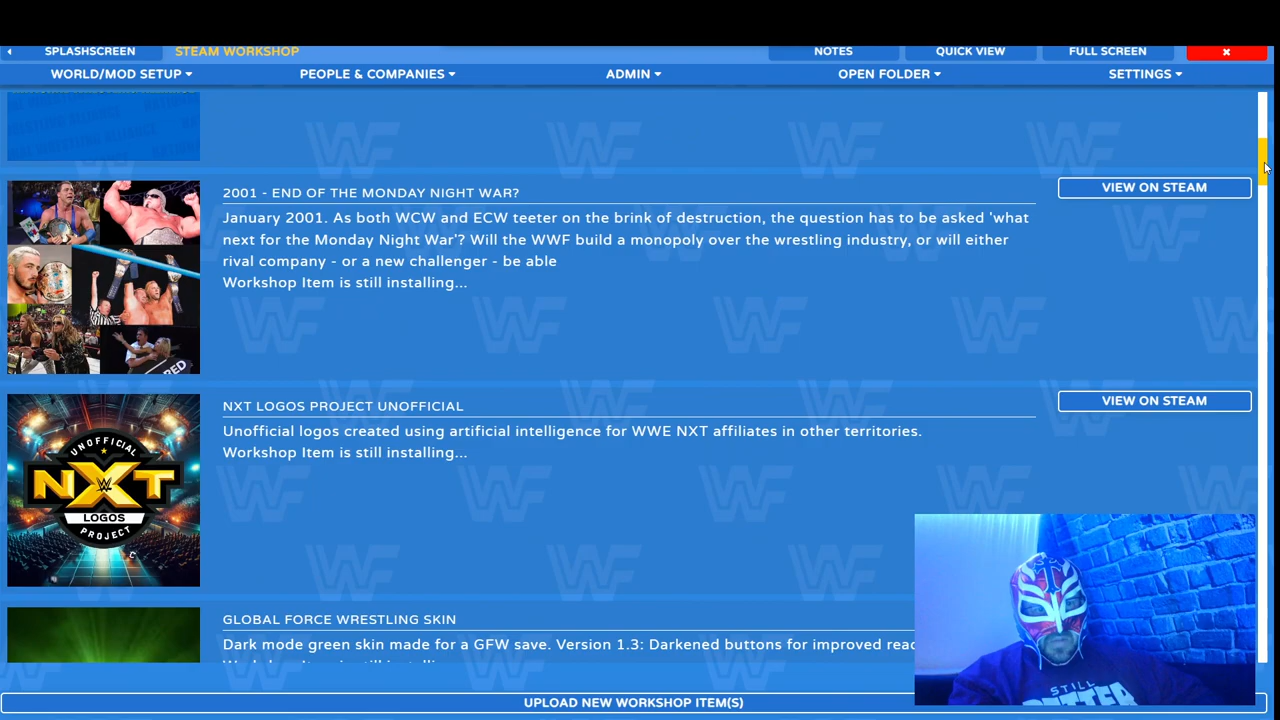 SPLASHSCREEN
STEAM WORKSHOP
NOTES
QUICK VIEW
FULL SCREEN
WORLD/MOD SETUP
PEOPLE & COMPANIES
ADMIN
OPEN FOLDER
SETTINGS
2001 - END OF THE MONDAY NIGHT WAR?
VIEW ON STEAM
January 2001. As both WCW and ECW teeter on the brink of destruction, the question has to be asked 'what
next for the Monday Night War'? Will the WWF build a monopoly over the wrestling industry, or will either
rival company - or a new challenger - be able
Workshop Item is still installing...
NXT LOGOS PROJECT UNOFFICIAL
VIEW ON STEAM
Unofficial logos created using artificial intelligence for WWE NXT affiliates in other territories.
Workshop Item is still installing...
UNOFFICIAL
NXT
LOGOS
PROJECT
GLOBAL FORCE WRESTLING SKIN
Dark mode green skin made for a GFW save. Version 1.3: Darkened buttons for improved
STILL
UPLOAD NEW WORKSHOP ITEM(S)